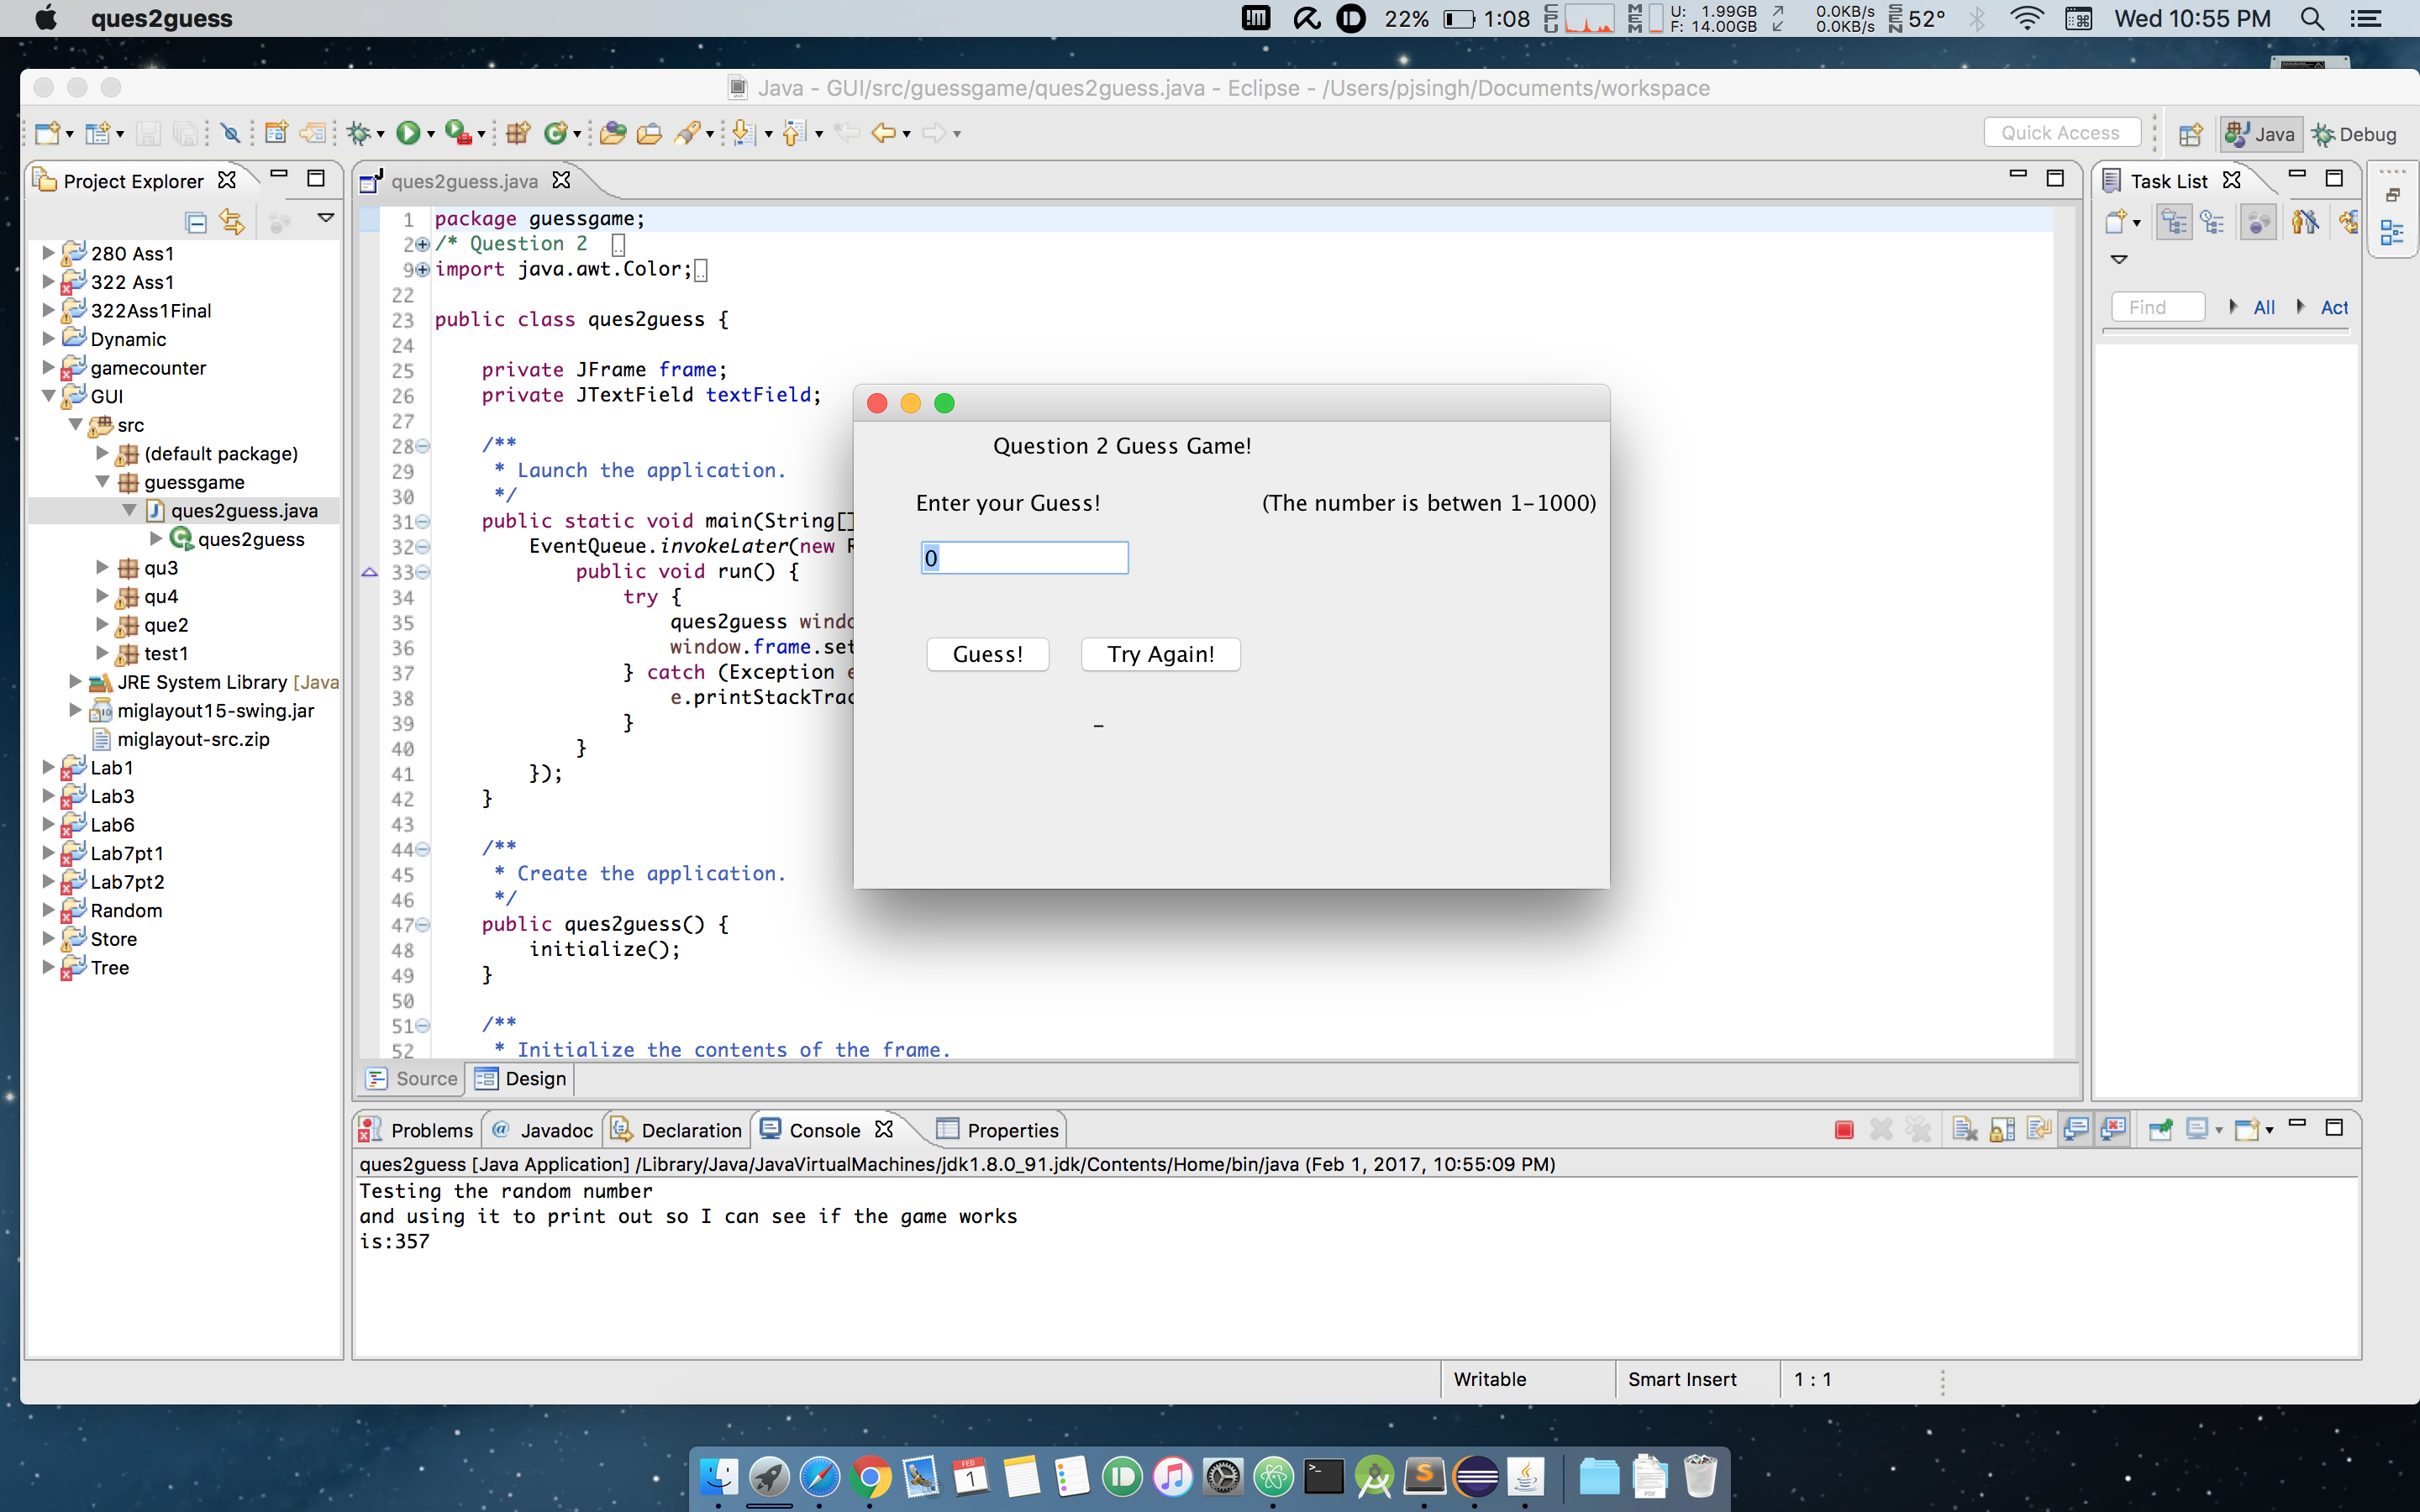 ques2guess
22% 1:08 CPU MEM U: 1.99GB F: 14.00GB 0.0KB/s 0.0KB/s SEN 52° Wed 10:55 PM
Java - GUI/src/guessgame/ques2guess.java - Eclipse - /Users/pjsingh/Documents/workspace
Quick Access Java Debug
Project Explorer
280 Ass1
322 Ass1
322Ass1Final
Dynamic
gamecounter
GUI
src
(default package)
guessgame
ques2guess.java
ques2guess
qu3
qu4
que2
test1
JRE System Library [Java
miglayout15-swing.jar
miglayout-src.zip
Lab1
Lab3
Lab6
Lab7pt1
Lab7pt2
Random
Store
Tree
ques2guess.java
1 package guessgame;
2 /* Question 2 ..
9 import java.awt.Color;..
22
23 public class ques2guess {
24
25 private JFrame frame;
26 private JTextField textField;
27
28 /**
29 * Launch the application.
30 */
31 public static void main(String[]
32 EventQueue.invokeLater(new R
33 public void run() {
34 try {
35 ques2guess windo
36 window.frame.set
37 } catch (Exception e
38 e.printStackTrac
39 }
40 }
41 });
42 }
43
44 /**
45 * Create the application.
46 */
47 public ques2guess() {
48 initialize();
49 }
50
51 /**
52 * Initialize the contents of the frame.
Source Design
Question 2 Guess Game!
Enter your Guess! (The number is betwen 1-1000)
0
Guess! Try Again!
-
Task List
Find All Act
Problems Javadoc Declaration Console Properties
ques2guess [Java Application] /Library/Java/JavaVirtualMachines/jdk1.8.0_91.jdk/Contents/Home/bin/java (Feb 1, 2017, 10:55:09 PM)
Testing the random number
and using it to print out so I can see if the game works
is:357
Writable Smart Insert 1 : 1
FEB
1
PDF